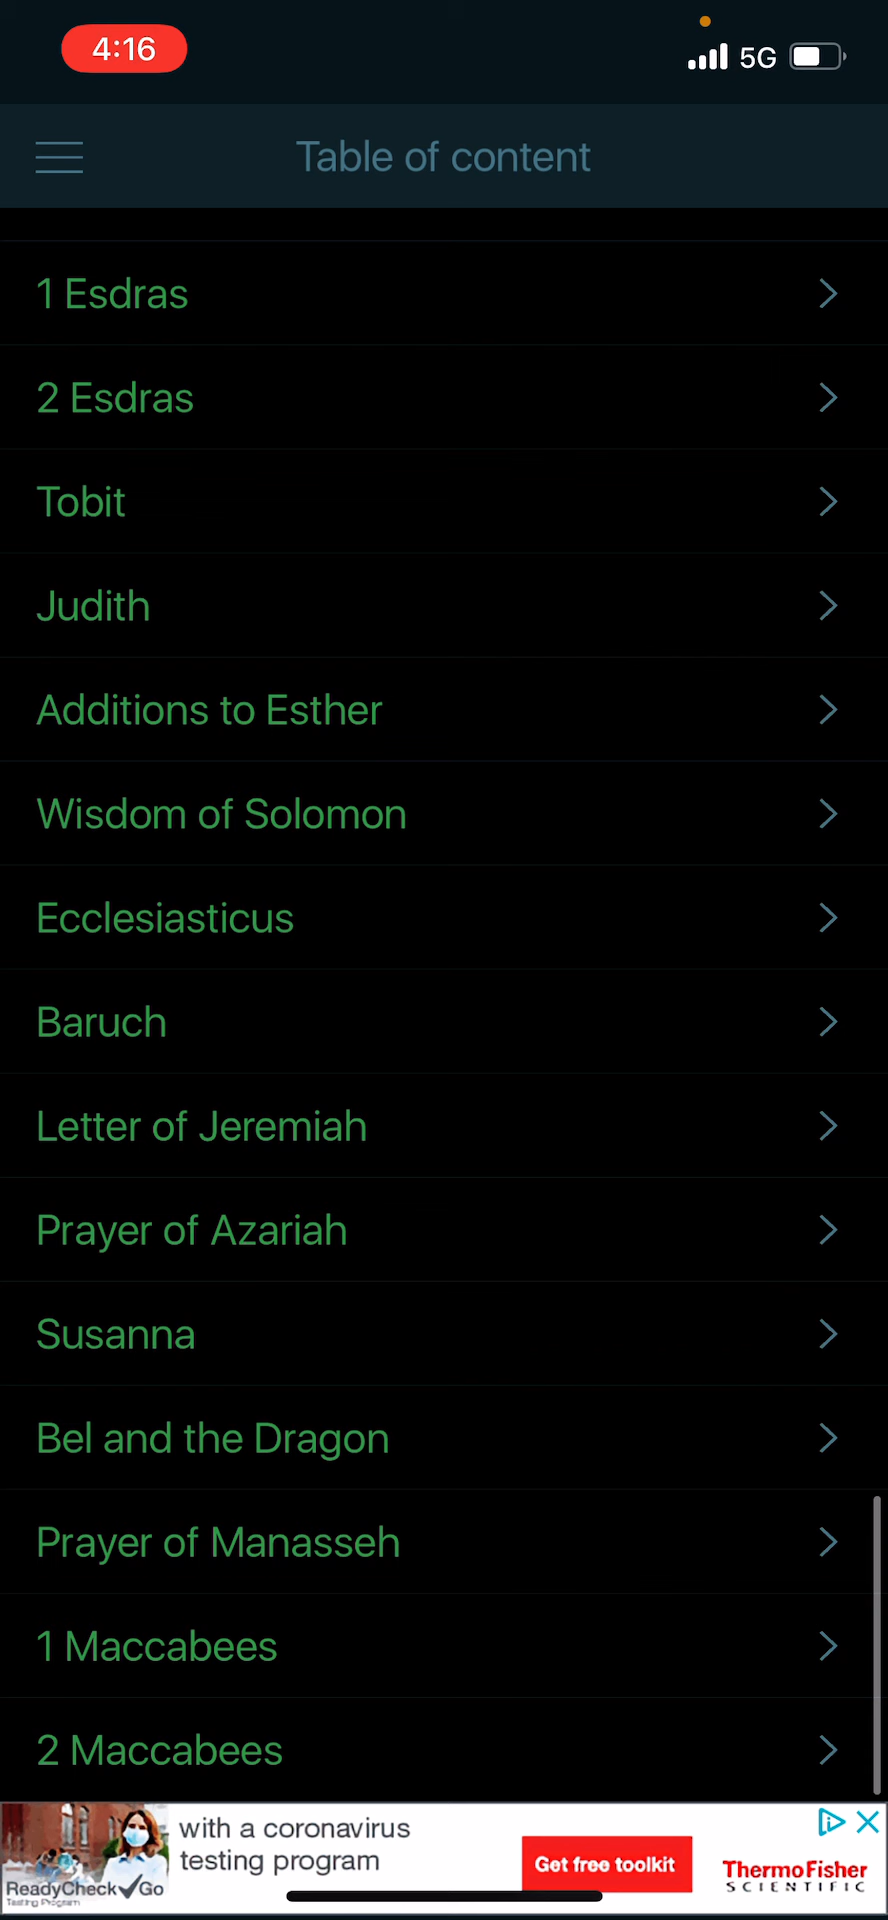 4:16
5G
Table of content
1 Esdras
2 Esdras
Tobit
Judith
Additions to Esther
Wisdom of Solomon
Ecclesiasticus
Baruch
Letter of Jeremiah
Prayer of Azariah
Susanna
Bel and the Dragon
Prayer of Manasseh
1 Maccabees
2 Maccabees
with a coronavirus
testing program
Get free toolkit
ThermoFisher
SCIENTIFIC
ReadyCheck Go
Testing Program